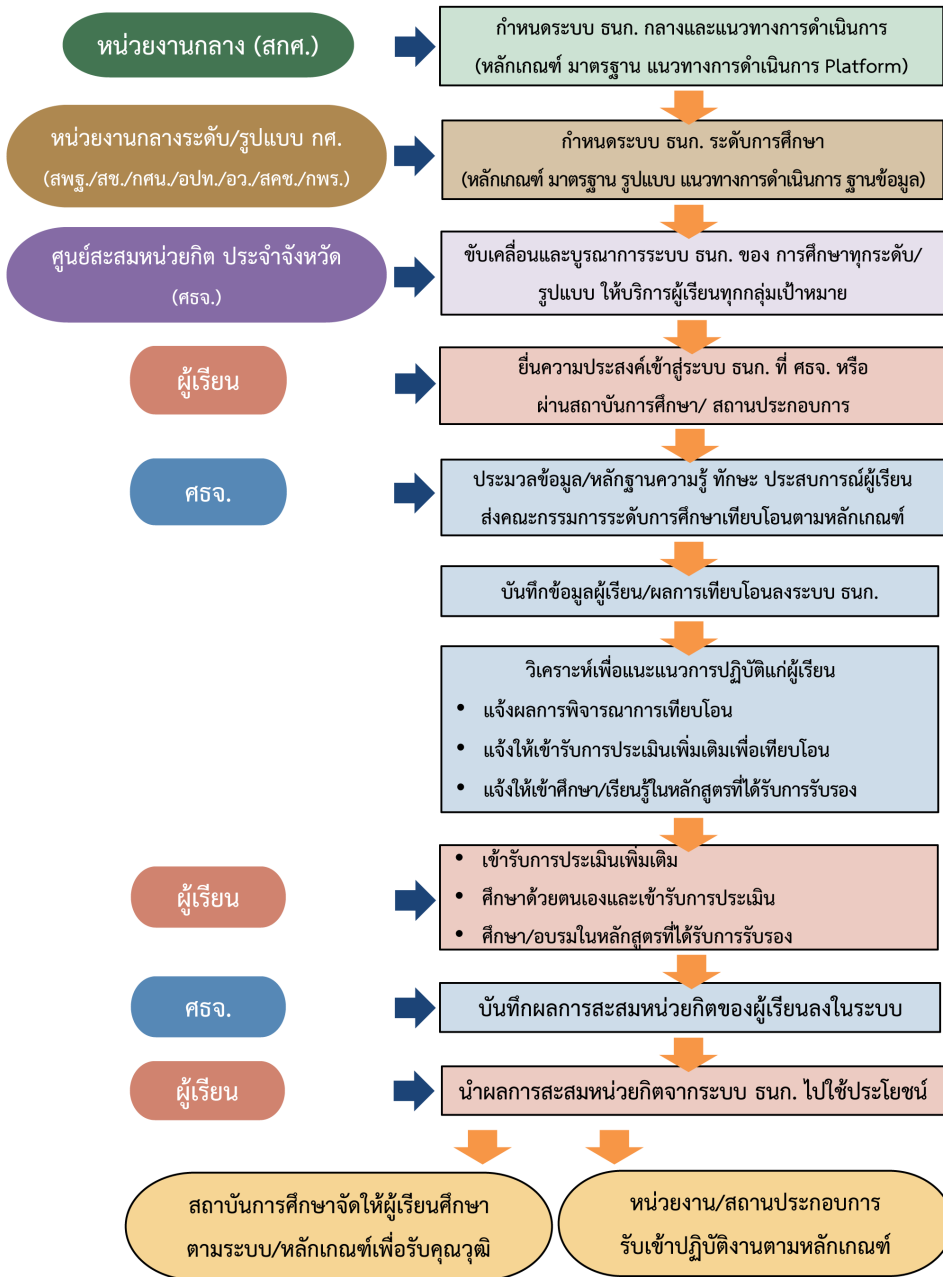 หน่วยงานกลาง (สกศ.)
กำหนดระบบ ธนก. กลางและแนวทางการดำเนินการ
(หลักเกณฑ์ มาตรฐาน แนวทางการดำเนินการ Platform)
หน่วยงานกลางระดับ/รูปแบบ กศ.
(สพฐ./สช./กศน./อปท./อว./สคช./กพร.)
กำหนดระบบ ธนก. ระดับการศึกษา
(หลักเกณฑ์ มาตรฐาน รูปแบบ แนวทางการดำเนินการ ฐานข้อมูล)
ศูนย์สะสมหน่วยกิต ประจำจังหวัด
(ศธจ.)
ขับเคลื่อนและบูรณาการระบบ ธนก. ของ การศึกษาทุกระดับ/
รูปแบบ ให้บริการผู้เรียนทุกกลุ่มเป้าหมาย
ผู้เรียน
ยื่นความประสงค์เข้าสู่ระบบ ธนก. ที่ ศธจ. หรือ
ผ่านสถาบันการศึกษา/ สถานประกอบการ
ศธจ.
ประมวลข้อมูล/หลักฐานความรู้ ทักษะ ประสบการณ์ผู้เรียน
ส่งคณะกรรมการระดับการศึกษาเทียบโอนตามหลักเกณฑ์
บันทึกข้อมูลผู้เรียน/ผลการเทียบโอนลงระบบ ธนก.
วิเคราะห์เพื่อแนะแนวการปฏิบัติแก่ผู้เรียน
• แจ้งผลการพิจารณาการเทียบโอน
• แจ้งให้เข้ารับการประเมินเพิ่มเติมเพื่อเทียบโอน
• แจ้งให้เข้าศึกษา/เรียนรู้ในหลักสูตรที่ได้รับการรับรอง
ผู้เรียน
• เข้ารับการประเมินเพิ่มเติม
• ศึกษาด้วยตนเองและเข้ารับการประเมิน
• ศึกษา/อบรมในหลักสูตรที่ได้รับการรับรอง
ศธจ.
บันทึกผลการสะสมหน่วยกิตของผู้เรียนลงในระบบ
ผู้เรียน
นำผลการสะสมหน่วยกิตจากระบบ ธนก. ไปใช้ประโยชน์
สถาบันการศึกษาจัดให้ผู้เรียนศึกษา
ตามระบบ/หลักเกณฑ์เพื่อรับคุณวุฒิ
หน่วยงาน/สถานประกอบการ
รับเข้าปฏิบัติงานตามหลักเกณฑ์